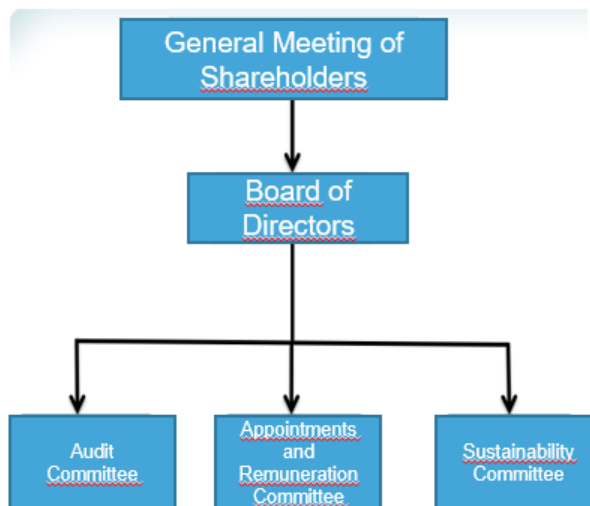 General Meeting of
Shareholders
Board of
Directors
Audit
Committee
Appointments
and
Remuneration
Committee
Sustainability
Committee